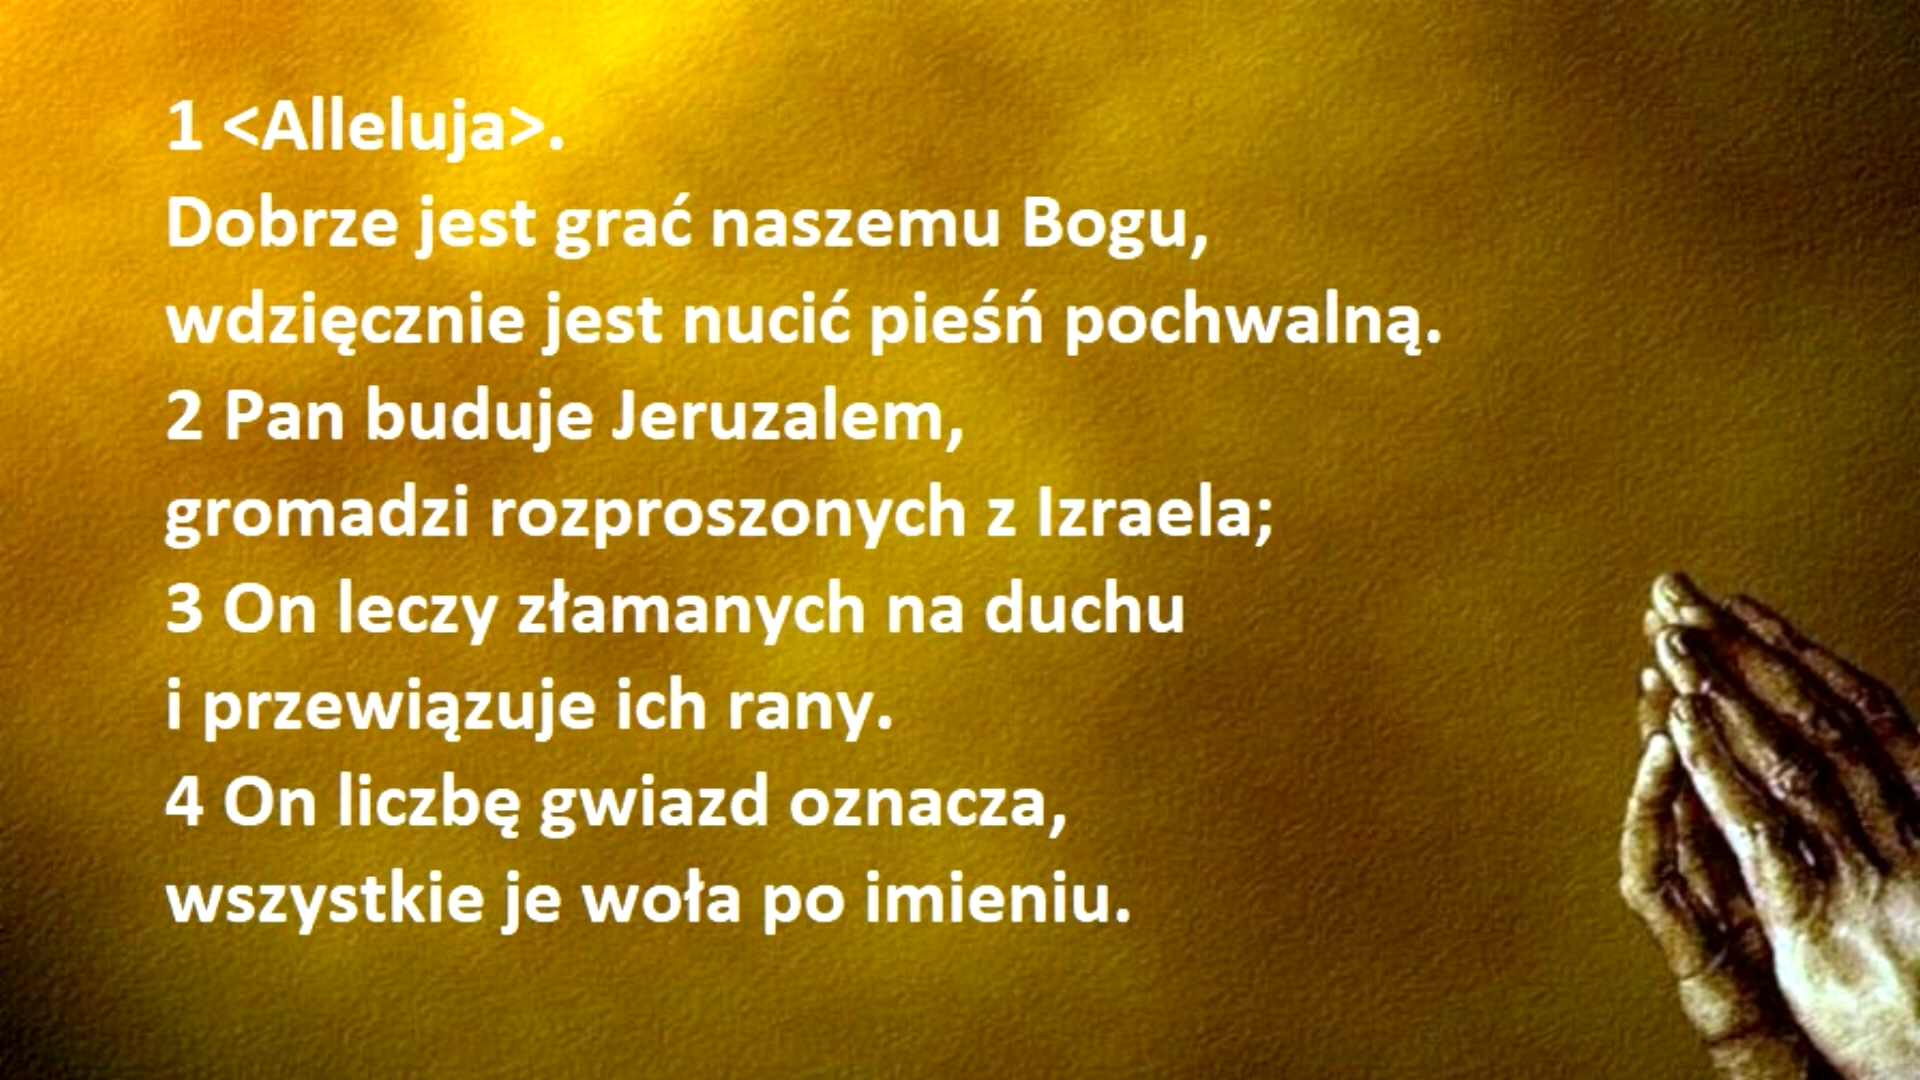 1 <Alleluja>.
Dobrze jest grać naszemu Bogu,
wdzięcznie jest nucić pieśń pochwalną.
2 Pan buduje Jeruzalem,
gromadzi rozproszonych z Izraela;
3 On leczy złamanych na duchu
i przewiązuje ich rany.
4 On liczbę gwiazd oznacza,
wszystkie je woła po imieniu.